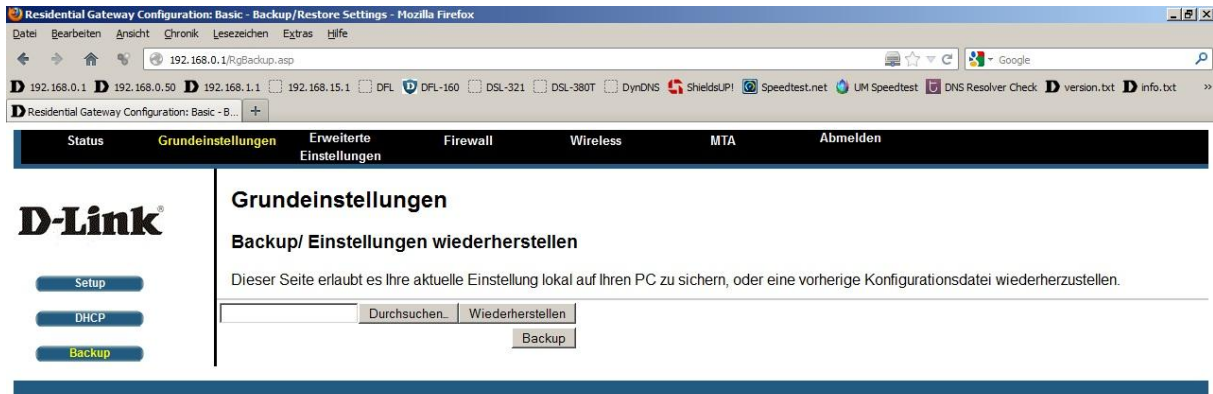 Residential Gateway Configuration: Basic - Backup/Restore Settings - Mozilla Firefox
Datei Bearbeiten Ansicht Chronik Lesezeichen Extras Hilfe
192.168.0.1/RgBackup.asp Google
192.168.0.1 192.168.0.50 192.168.1.1 192.168.15.1 DFL DFL-160 DSL-321 DSL-380T DynDNS ShieldsUP! Speedtest.net UM Speedtest DNS Resolver Check version.txt info.txt »
Residential Gateway Configuration: Basic - B... +
Status Grundeinstellungen Erweiterte Einstellungen Firewall Wireless MTA Abmelden
D-Link®
Setup
DHCP
Backup
Grundeinstellungen
Backup/ Einstellungen wiederherstellen
Dieser Seite erlaubt es Ihre aktuelle Einstellung lokal auf Ihren PC zu sichern, oder eine vorherige Konfigurationsdatei wiederherzustellen.
Durchsuchen_ Wiederherstellen
Backup